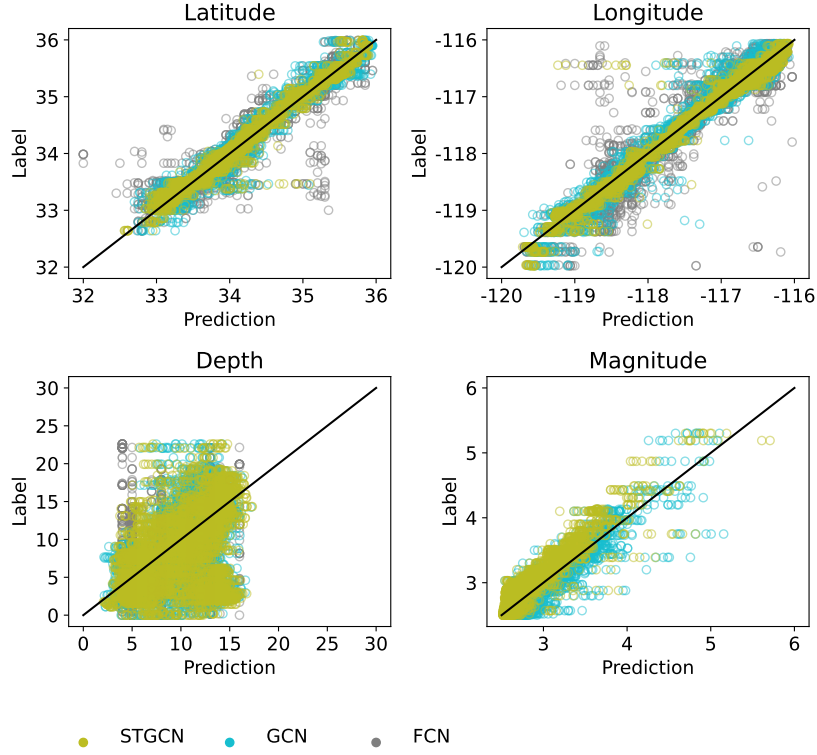 Latitude
36
35
34
33
32
Label
32 33 34 35 36
Prediction
Longitude
-116
-117
-118
-119
-120
Label
-120 -119 -118 -117 -116
Prediction
Depth
30
25
20
15
10
5
0
Label
0 5 10 15 20 25 30
Prediction
Magnitude
6
5
4
3
Label
3 4 5 6
Prediction
STGCN GCN FCN